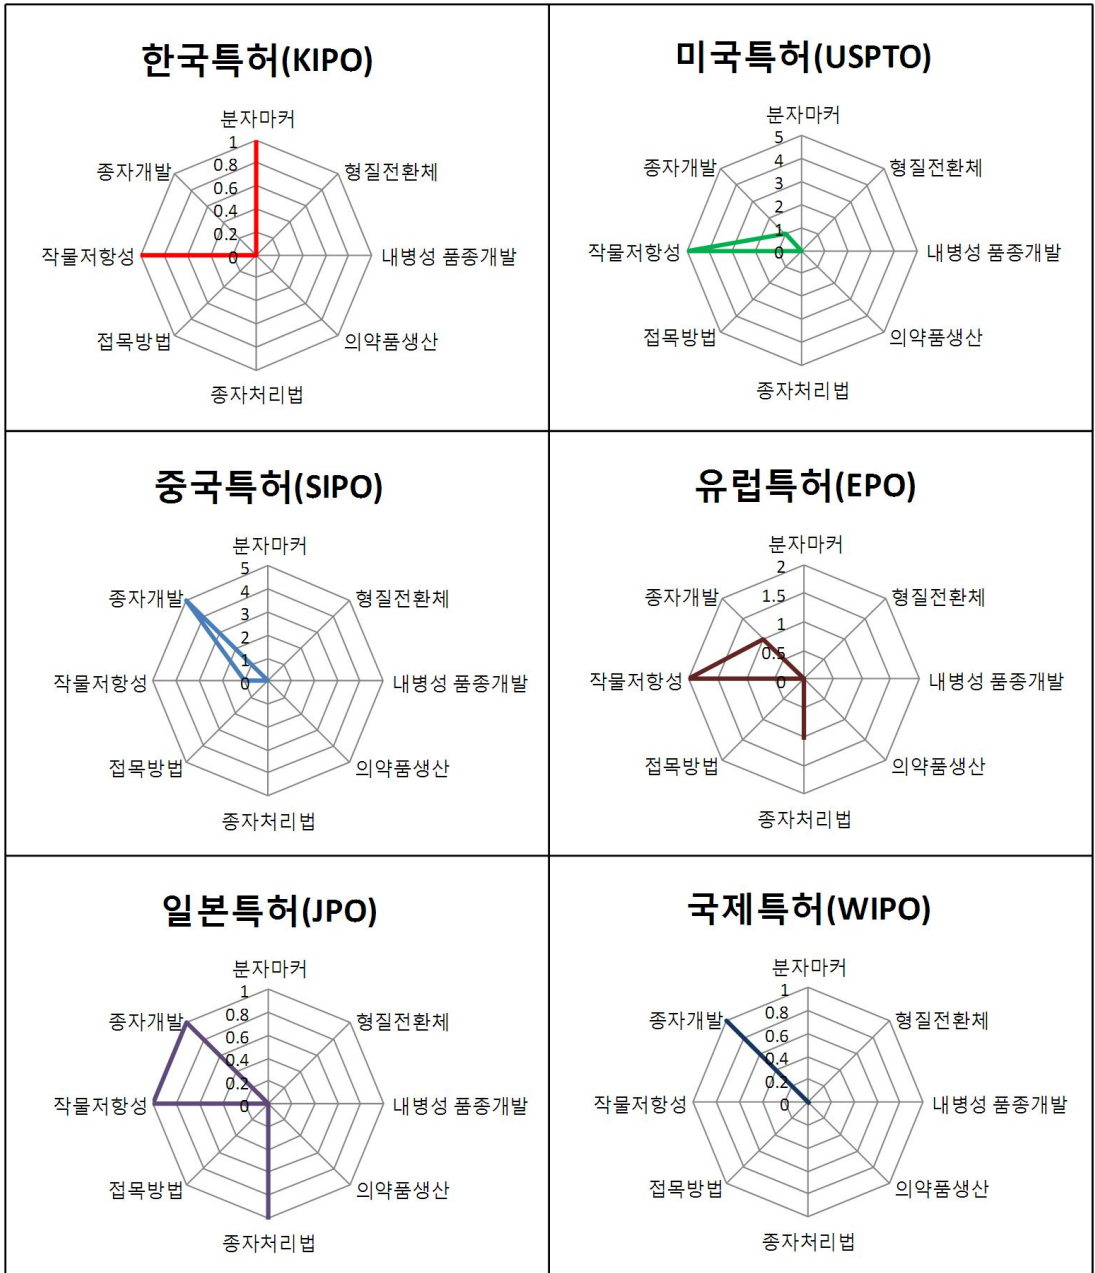 한국특허(KIPO)
분자마커
형질전환체
내병성 품종개발
의약품생산
종자처리법
접목방법
작물저항성
종자개발
1
0.8
0.6
0.4
0.2
0
미국특허(USPTO)
분자마커
형질전환체
내병성 품종개발
의약품생산
종자처리법
접목방법
작물저항성
종자개발
5
4
3
2
1
0
중국특허(SIPO)
분자마커
형질전환체
내병성 품종개발
의약품생산
종자처리법
접목방법
작물저항성
종자개발
5
4
3
2
1
0
유럽특허(EPO)
분자마커
형질전환체
내병성 품종개발
의약품생산
종자처리법
접목방법
작물저항성
종자개발
2
1.5
1
0.5
0
일본특허(JPO)
분자마커
형질전환체
내병성 품종개발
의약품생산
종자처리법
접목방법
작물저항성
종자개발
1
0.8
0.6
0.4
0.2
0
국제특허(WIPO)
분자마커
형질전환체
내병성 품종개발
의약품생산
종자처리법
접목방법
작물저항성
종자개발
1
0.8
0.6
0.4
0.2
0